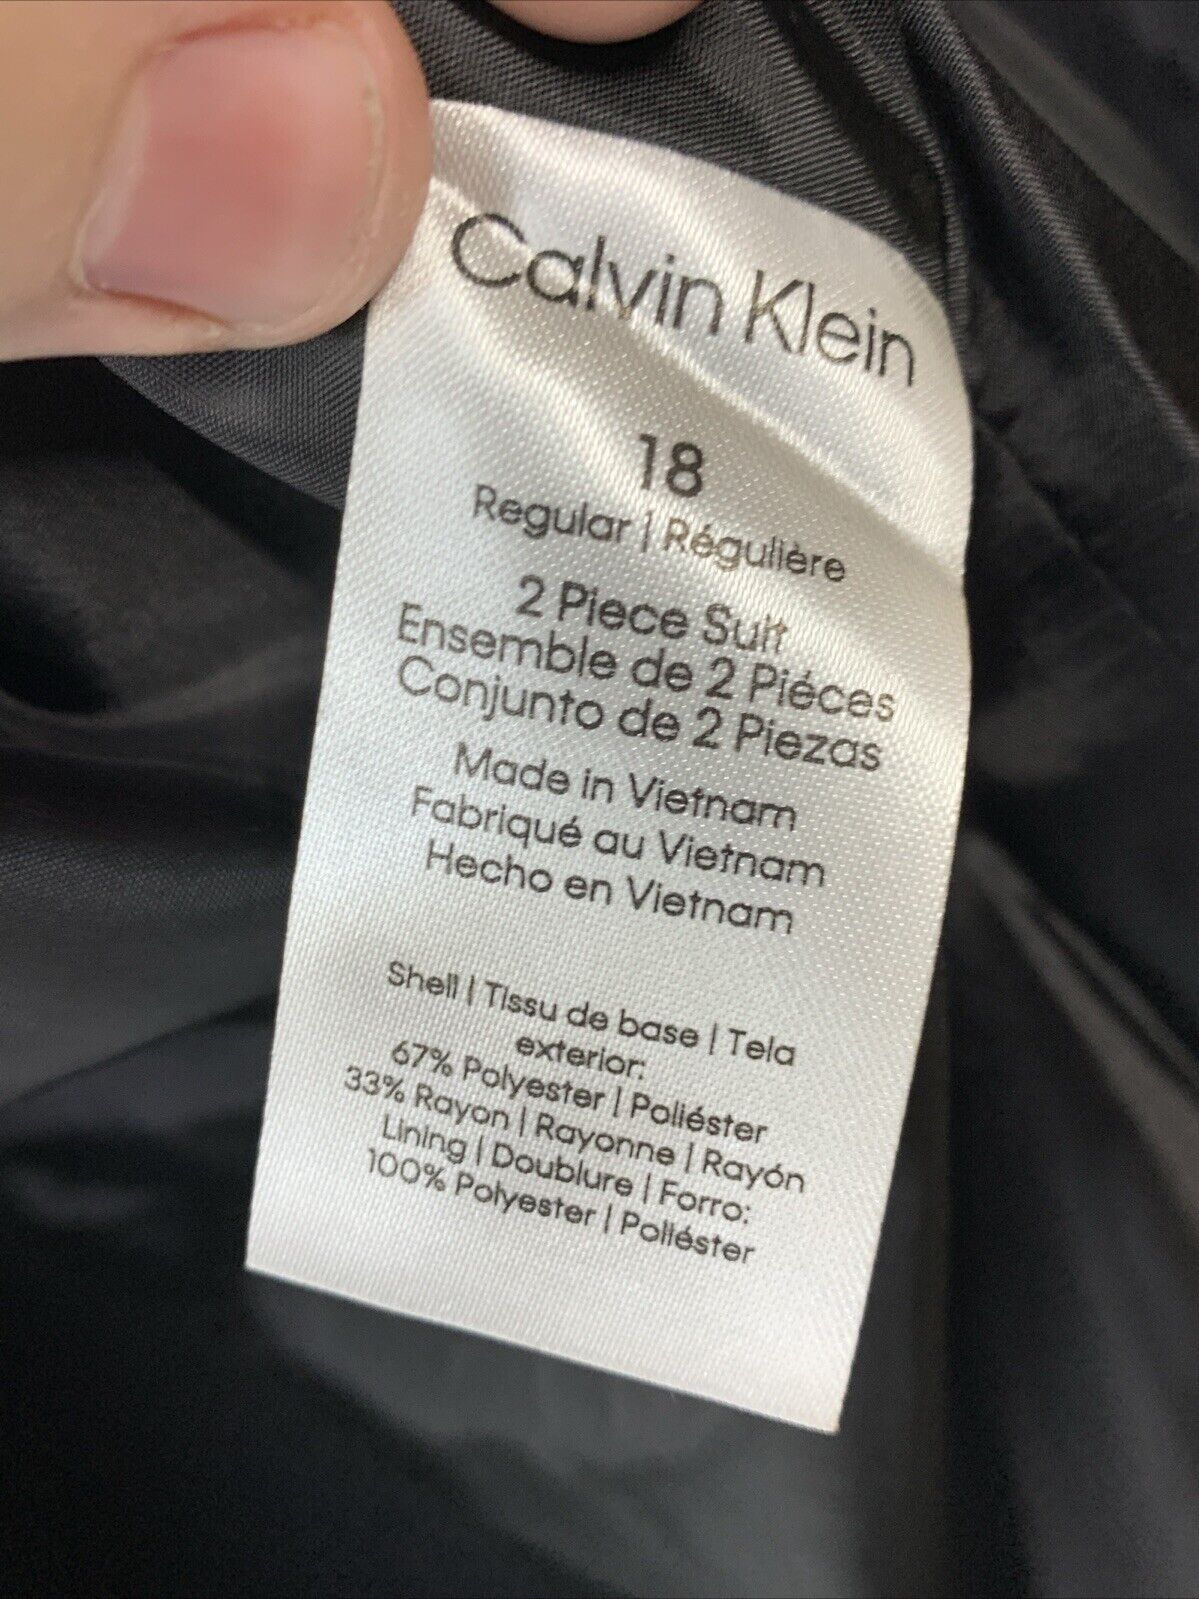 Calvin Klein
18
Regular | Régulière
2 Piece Suit
Ensemble de 2 Piéces
Conjunto de 2 Piezas
Made in Vietnam
Fabriqué au Vietnam
Hecho en Vietnam
Shell | Tissu de base | Tela
exterior:
67% Polyester | Poliéster
33% Rayon | Rayonne | Rayón
Lining | Doublure | Forro:
100% Polyester | Poliéster